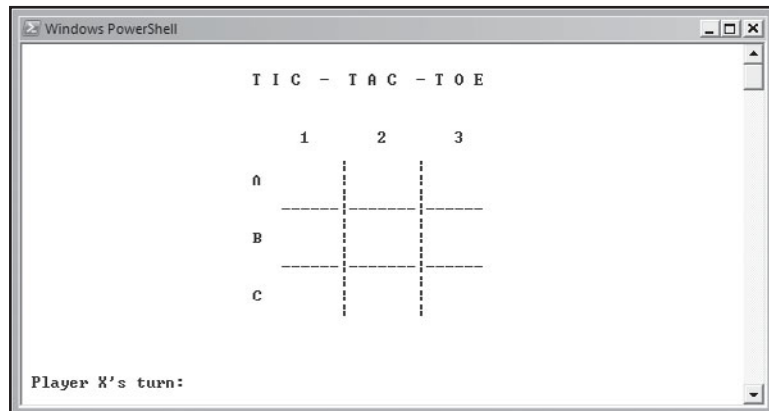 Windows PowerShell
T I C - T A C - T O E
1 2 3
A
B
C
Player X's turn: